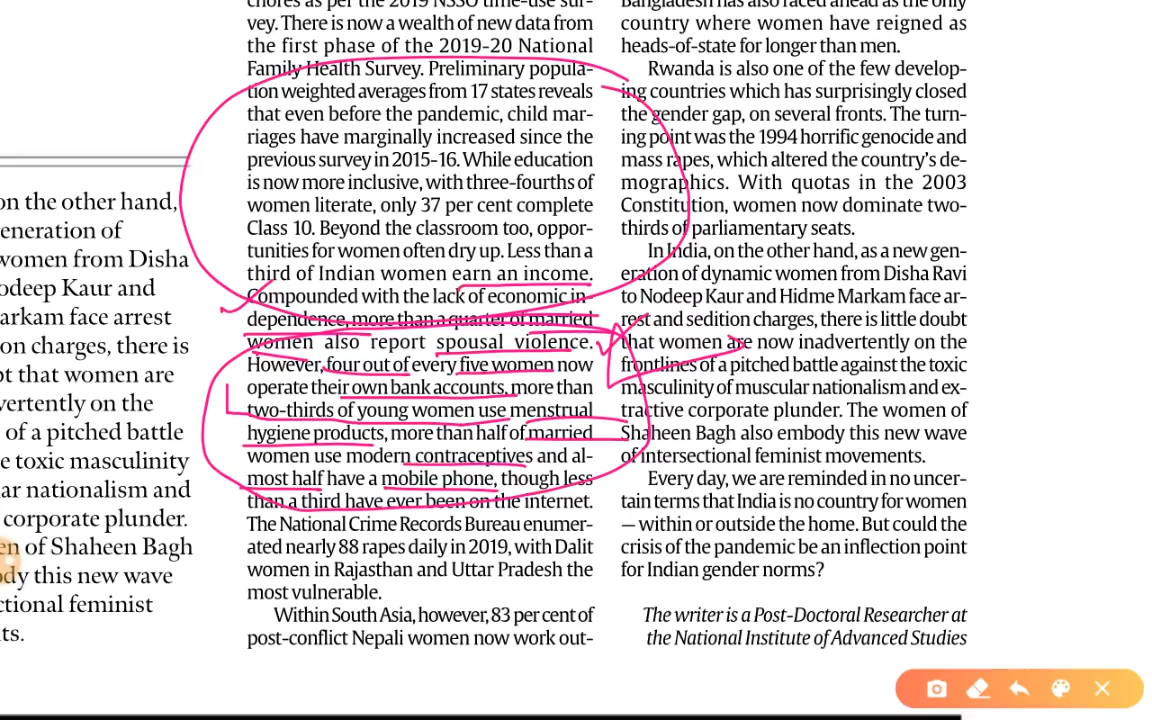 on the other hand,
eneration of
women from Disha
odeep Kaur and
arkam face arrest
on charges, there is
bt that women are
vertently on the
of a pitched battle
e toxic masculinity
lar nationalism and
corporate plunder.
en of Shaheen Bagh
ody this new wave
ctional feminist
ts.
chores as per the 2019 NSSO time-use sur-
vey. There is now a wealth of new data from
the first phase of the 2019-20 National
Family Health Survey. Preliminary popula-
tion weighted averages from 17 states reveals
that even before the pandemic, child mar-
riages have marginally increased since the
previous survey in 2015-16. While education
is now more inclusive, with three-fourths of
women literate, only 37 per cent complete
Class 10. Beyond the classroom too, oppor-
tunities for women often dry up. Less than a
third of Indian women earn an income.
Compounded with the lack of economic in-
dependence, more than a quarter of married
women also report spousal violence.
However, four out of every five women now
operate their own bank accounts, more than
two-thirds of young women use menstrual
hygiene products, more than half of married
women use modern contraceptives and al-
most half have a mobile phone, though less
than a third have ever been on the internet.
The National Crime Records Bureau enumer-
ated nearly 88 rapes daily in 2019, with Dalit
women in Rajasthan and Uttar Pradesh the
most vulnerable.
Within South Asia, however, 83 per cent of
post-conflict Nepali women now work out-
Bangladesh has also raced ahead as the only
country where women have reigned as
heads-of-state for longer than men.
Rwanda is also one of the few develop-
ing countries which has surprisingly closed
the gender gap, on several fronts. The turn-
ing point was the 1994 horrific genocide and
mass rapes, which altered the country's de-
mographics. With quotas in the 2003
Constitution, women now dominate two-
thirds of parliamentary seats.
In India, on the other hand, as a new gen-
eration of dynamic women from Disha Ravi
to Nodeep Kaur and Hidme Markam face ar-
rest and sedition charges, there is little doubt
that women are now inadvertently on the
frontlines of a pitched battle against the toxic
masculinity of muscular nationalism and ex-
tractive corporate plunder. The women of
Shaheen Bagh also embody this new wave
of intersectional feminist movements.
Every day, we are reminded in no uncer-
tain terms that India is no country for women
— within or outside the home. But could the
crisis of the pandemic be an inflection point
for Indian gender norms?
The writer is a Post-Doctoral Researcher at
the National Institute of Advanced Studies